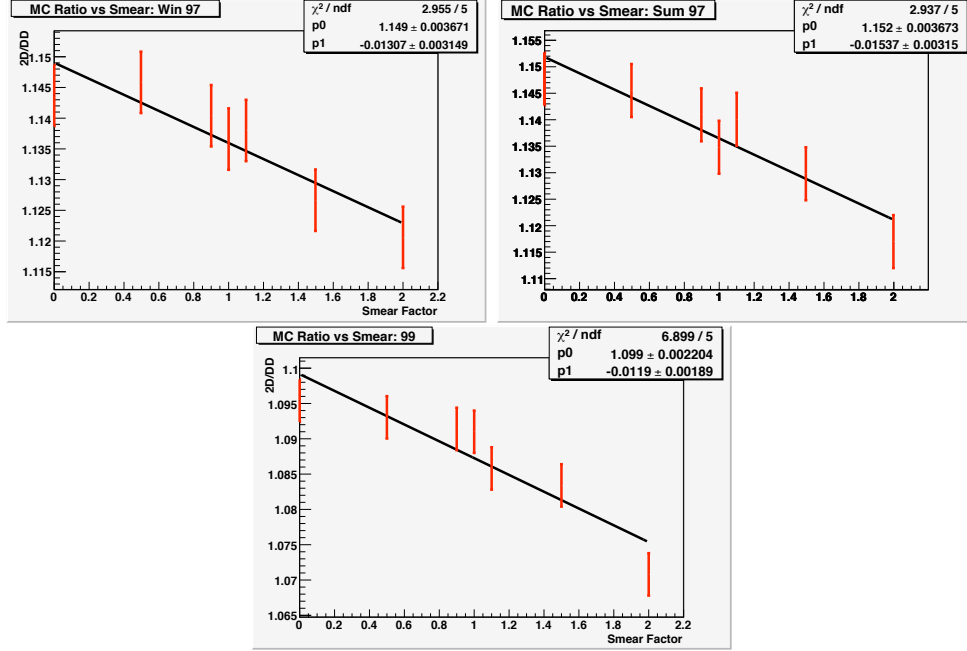 MC Ratio vs Smear: Win 97
χ² / ndf 2.955 / 5
p0 1.149 ± 0.003671
p1 -0.01307 ± 0.003149
2D/DD
1.15
1.145
1.14
1.135
1.13
1.125
1.12
1.115
0 0.2 0.4 0.6 0.8 1 1.2 1.4 1.6 1.8 2 2.2
Smear Factor
MC Ratio vs Smear: Sum 97
χ² / ndf 2.937 / 5
p0 1.152 ± 0.003673
p1 -0.01537 ± 0.00315
1.155
1.15
1.145
1.14
1.135
1.13
1.125
1.12
1.115
1.11
0 0.2 0.4 0.6 0.8 1 1.2 1.4 1.6 1.8 2
MC Ratio vs Smear: 99
χ² / ndf 6.899 / 5
p0 1.099 ± 0.002204
p1 -0.0119 ± 0.00189
2D/DD
1.1
1.095
1.09
1.085
1.08
1.075
1.07
1.065
0 0.2 0.4 0.6 0.8 1 1.2 1.4 1.6 1.8 2 2.2
Smear Factor